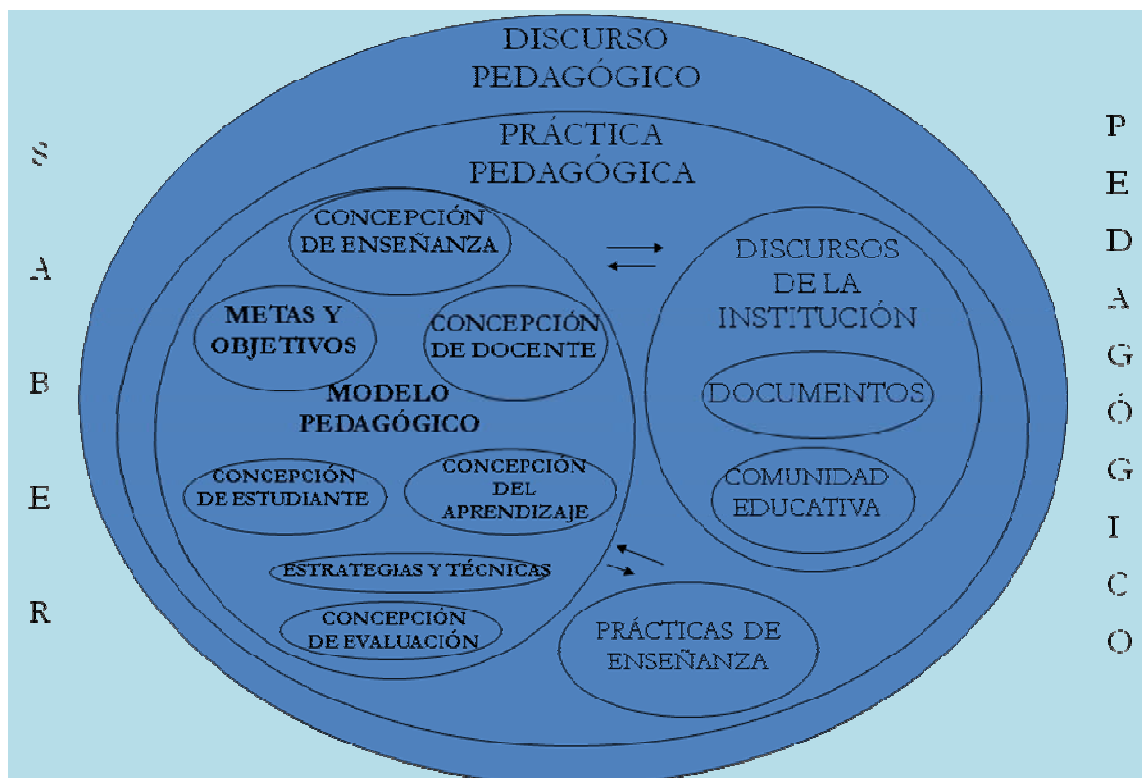 DISCURSO
PEDAGÓGICO
PRÁCTICA
PEDAGÓGICA
CONCEPCIÓN
DE ENSEÑANZA
METAS Y
OBJETIVOS
CONCEPCIÓN
DE DOCENTE
MODELO
PEDAGÓGICO
CONCEPCIÓN
DE ESTUDIANTE
CONCEPCIÓN
DEL
APRENDIZAJE
ESTRATEGIAS Y TÉCNICAS
CONCEPCIÓN
DE EVALUACIÓN
DISCURSOS
DE LA
INSTITUCIÓN
DOCUMENTOS
COMUNIDAD
EDUCATIVA
PRÁCTICAS DE
ENSEÑANZA
S
A
B
E
R
P
E
D
A
G
Ó
G
I
C
O